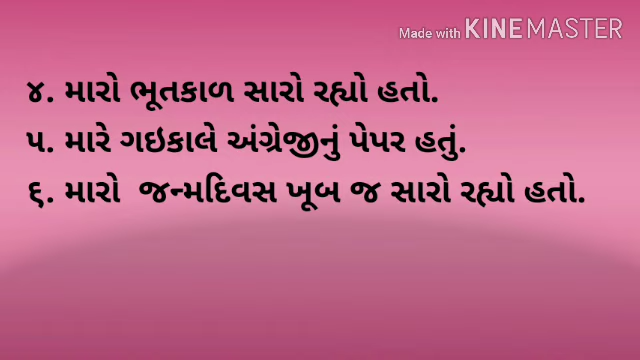 Made with KINEMASTER
૪. મારો ભૂતકાળ સારો રહ્યો હતો.
૫. મારે ગઇકાલે અંગ્રેજીનું પેપર હતું.
૬. મારો જન્મદિવસ ખૂબ જ સારો રહ્યો હતો.